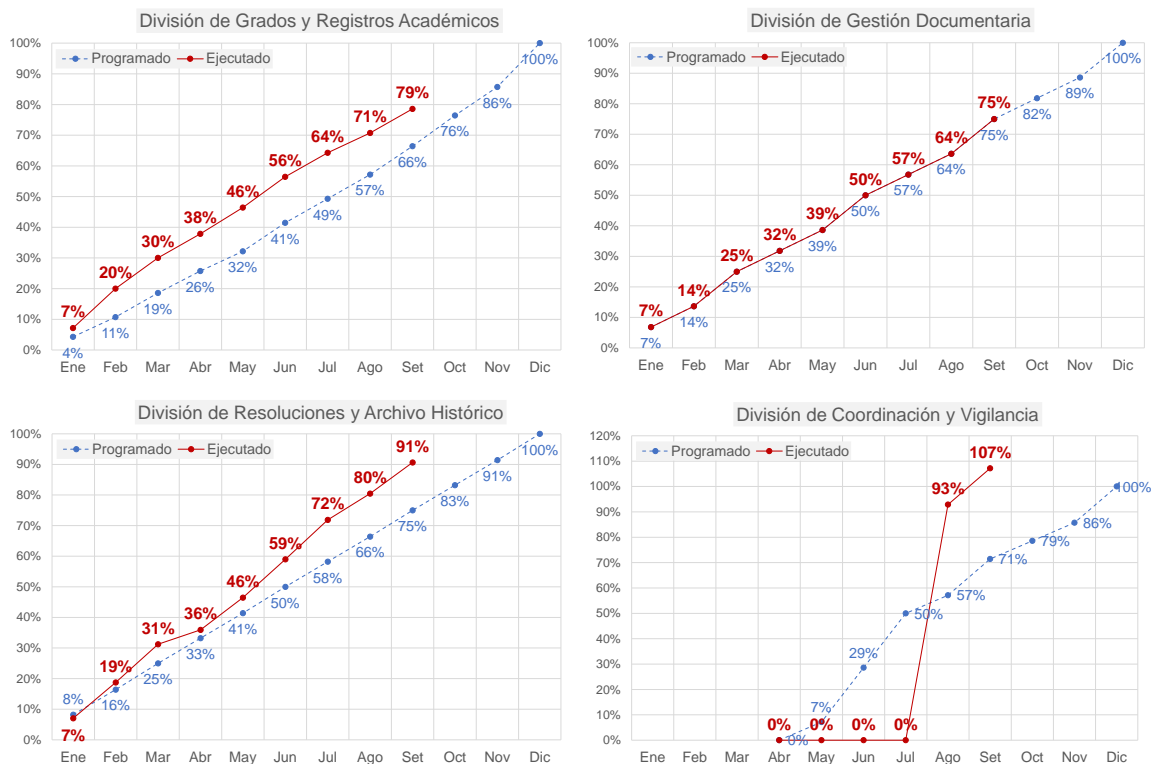 División de Grados y Registros Académicos
Programado Ejecutado
100%
90%
80%
70%
60%
50%
40%
30%
20%
10%
0%
7% 20% 30% 38% 46% 56% 64% 71% 79%
4% 11% 19% 26% 32% 41% 49% 57% 66% 76% 86% 100%
Ene Feb Mar Abr May Jun Jul Ago Set Oct Nov Dic
División de Gestión Documentaria
Programado Ejecutado
100%
90%
80%
70%
60%
50%
40%
30%
20%
10%
0%
7% 14% 25% 32% 39% 50% 57% 64% 75%
7% 14% 25% 32% 39% 50% 57% 64% 75% 82% 89% 100%
Ene Feb Mar Abr May Jun Jul Ago Set Oct Nov Dic
División de Resoluciones y Archivo Histórico
Programado Ejecutado
100%
90%
80%
70%
60%
50%
40%
30%
20%
10%
0%
7% 19% 31% 36% 46% 59% 72% 80% 91%
8% 16% 25% 33% 41% 50% 58% 66% 75% 83% 91% 100%
Ene Feb Mar Abr May Jun Jul Ago Set Oct Nov Dic
División de Coordinación y Vigilancia
Programado Ejecutado
120%
110%
100%
90%
80%
70%
60%
50%
40%
30%
20%
10%
0%
0% 0% 0% 0% 93% 107%
0% 7% 29% 50% 57% 71% 79% 86% 100%
Ene Feb Mar Abr May Jun Jul Ago Set Oct Nov Dic